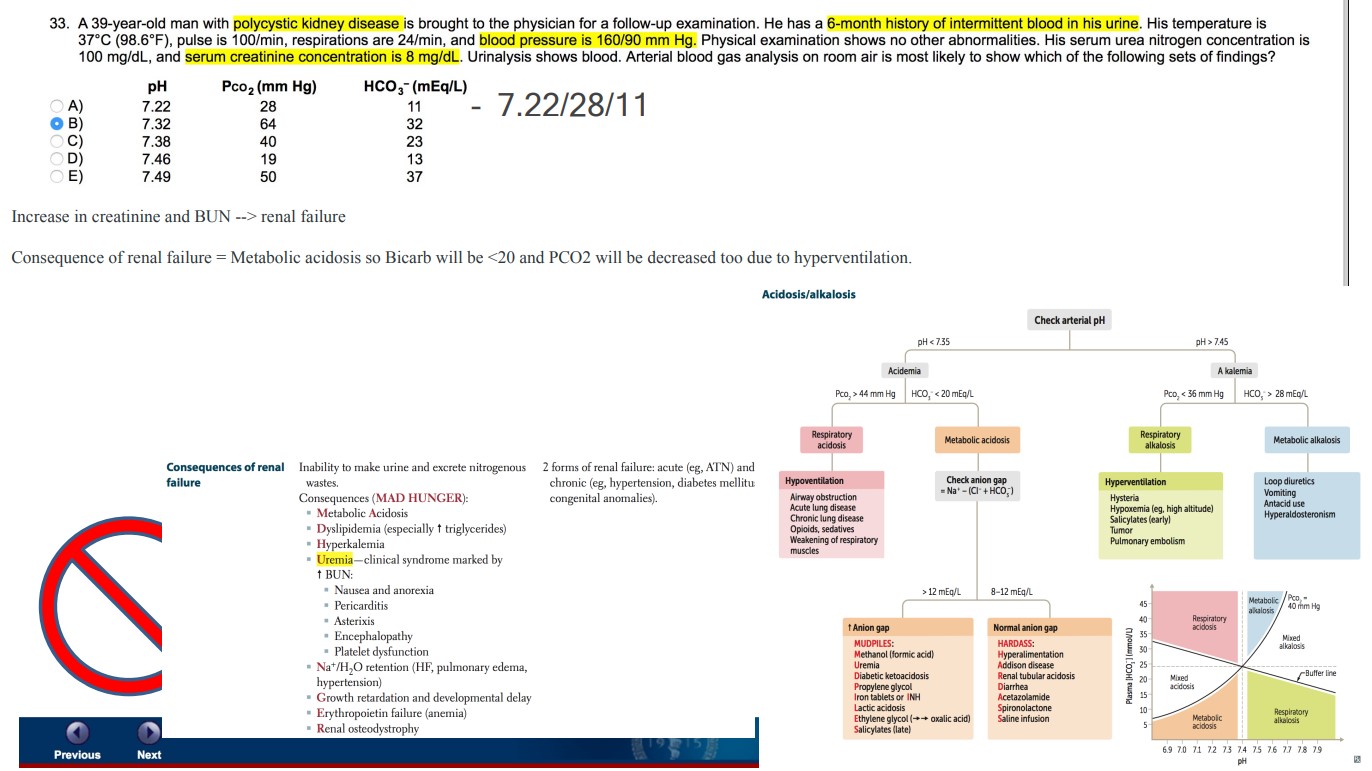 33. A 39-year-old man with polycystic kidney disease is brought to the physician for a follow-up examination. He has a 6-month history of intermittent blood in his urine. His temperature is
37°C (98.6°F), pulse is 100/min, respirations are 24/min, and blood pressure is 160/90 mm Hg. Physical examination shows no other abnormalities. His serum urea nitrogen concentration is
100 mg/dL, and serum creatinine concentration is 8 mg/dL. Urinalysis shows blood. Arterial blood gas analysis on room air is most likely to show which of the following sets of findings?
pH Pco₂ (mm Hg) HCO₃⁻ (mEq/L)
A) 7.22 28 11
B) 7.32 64 32
C) 7.38 40 23
D) 7.46 19 13
E) 7.49 50 37
- 7.22/28/11
Increase in creatinine and BUN --> renal failure
Consequence of renal failure = Metabolic acidosis so Bicarb will be <20 and PCO2 will be decreased too due to hyperventilation.
Acidosis/alkalosis
Check arterial pH
pH < 7.35 pH > 7.45
Acidemia A kalemia
Pco₂ > 44 mm Hg HCO₃⁻ < 20 mEq/L Pco₂ < 36 mm Hg HCO₃⁻ > 28 mEq/L
Respiratory
acidosis
Metabolic acidosis
Respiratory
alkalosis
Metabolic alkalosis
Hypoventilation
Airway obstruction
Acute lung disease
Chronic lung disease
Opioids, sedatives
Weakening of respiratory
muscles
Check anion gap
= Na⁺ – (Cl⁻ + HCO₃⁻)
Hyperventilation
Hysteria
Hypoxemia (eg, high altitude)
Salicylates (early)
Tumor
Pulmonary embolism
Loop diuretics
Vomiting
Antacid use
Hyperaldosteronism
> 12 mEq/L 8–12 mEq/L
↑ Anion gap
MUDPILES:
Methanol (formic acid)
Uremia
Diabetic ketoacidosis
Propylene glycol
Iron tablets or INH
Lactic acidosis
Ethylene glycol (→→ oxalic acid)
Salicylates (late)
Normal anion gap
HARDASS:
Hyperalimentation
Addison disease
Renal tubular acidosis
Diarrhea
Acetazolamide
Spironolactone
Saline infusion
Plasma [HCO₃⁻] (mmol/L)
45
40
35
30
25
20
15
10
5
Respiratory
acidosis
Metabolic
alkalosis
Pco₂ =
40 mm Hg
Mixed
alkalosis
Buffer line
Mixed
acidosis
Metabolic
acidosis
Respiratory
alkalosis
6.9 7.0 7.1 7.2 7.3 7.4 7.5 7.6 7.7 7.8 7.9
pH
Consequences of renal
failure
Inability to make urine and excrete nitrogenous
wastes.
Consequences (MAD HUNGER):
▪ Metabolic Acidosis
▪ Dyslipidemia (especially ↑ triglycerides)
▪ Hyperkalemia
▪ Uremia—clinical syndrome marked by
↑ BUN:
▪ Nausea and anorexia
▪ Pericarditis
▪ Asterixis
▪ Encephalopathy
▪ Platelet dysfunction
▪ Na⁺/H₂O retention (HF, pulmonary edema,
hypertension)
▪ Growth retardation and developmental delay
▪ Erythropoietin failure (anemia)
▪ Renal osteodystrophy
2 forms of renal failure: acute (eg, ATN) and
chronic (eg, hypertension, diabetes mellitu
congenital anomalies).
Previous Next
1915